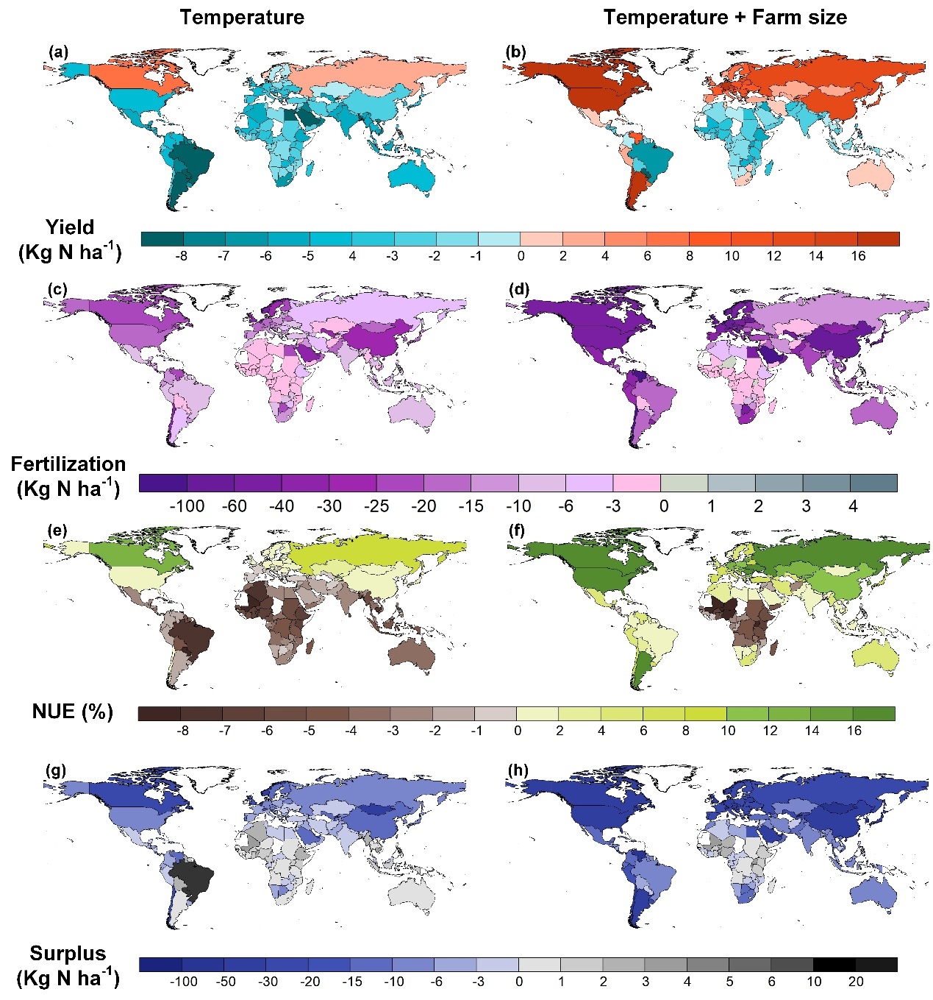 Temperature
Temperature + Farm size
(a)
(b)
Yield
(Kg N ha-1)
-8 -7 -6 -5 4 -3 -2 -1 0 2 4 6 8 10 12 14 16
(c)
(d)
Fertilization
(Kg N ha-1)
-100 -60 -40 -30 -25 -20 -15 -10 -6 -3 0 1 2 3 4
(e)
(f)
NUE (%)
-8 -7 -6 -5 -4 -3 -2 -1 0 2 4 6 8 10 12 14 16
(g)
(h)
Surplus
(Kg N ha-1)
-100 -50 -30 -20 -15 -10 -6 -3 0 1 2 3 4 5 6 10 20